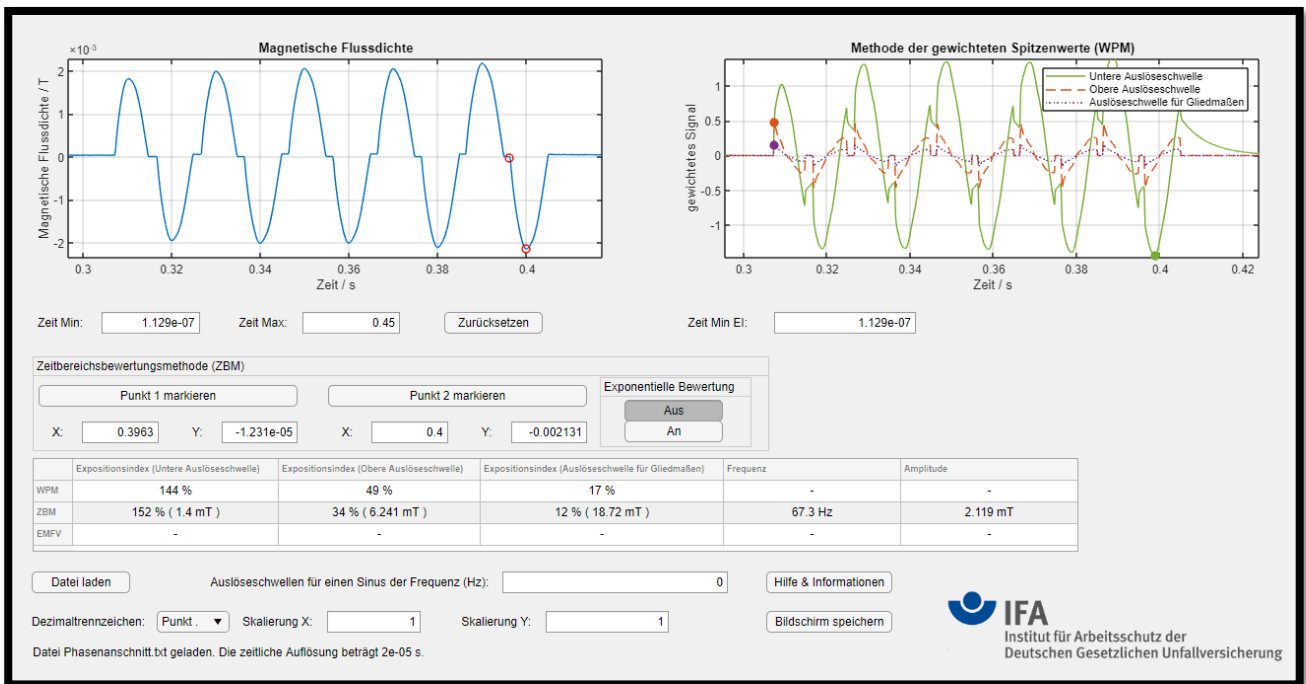 Magnetische Flussdichte
×10⁻³
Magnetische Flussdichte / T
2
1
0
-1
-2
0.3 0.32 0.34 0.36 0.38 0.4
Zeit / s
Methode der gewichteten Spitzenwerte (WPM)
gewichtetes Signal
1
0.5
0
-0.5
-1
0.3 0.32 0.34 0.36 0.38 0.4 0.42
Zeit / s
Untere Auslöseschwelle
Obere Auslöseschwelle
Auslöseschwelle für Gliedmaßen
Zeit Min: 1.129e-07 Zeit Max: 0.45 Zurücksetzen Zeit Min EI: 1.129e-07
Zeitbereichsbewertungsmethode (ZBM)
Punkt 1 markieren Punkt 2 markieren
Exponentielle Bewertung
Aus
An
X: 0.3963 Y: -1.231e-05 X: 0.4 Y: -0.002131
Expositionsindex (Untere Auslöseschwelle) Expositionsindex (Obere Auslöseschwelle) Expositionsindex (Auslöseschwelle für Gliedmaßen) Frequenz Amplitude
WPM 144 % 49 % 17 % - -
ZBM 152 % ( 1.4 mT ) 34 % ( 6.241 mT ) 12 % ( 18.72 mT ) 67.3 Hz 2.119 mT
EMFV - - - - -
Datei laden Auslöseschwellen für einen Sinus der Frequenz (Hz): 0 Hilfe & Informationen
Dezimaltrennzeichen: Punkt . Skalierung X: 1 Skalierung Y: 1 Bildschirm speichern
Datei Phasenanschnitt.txt geladen. Die zeitliche Auflösung beträgt 2e-05 s.
IFA
Institut für Arbeitsschutz der
Deutschen Gesetzlichen Unfallversicherung